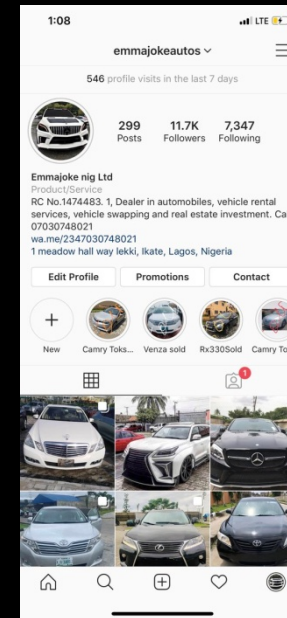 1:08
LTE
emmajokeautos
546 profile visits in the last 7 days
299 11.7K 7,347
Posts Followers Following
Emmajoke nig Ltd
Product/Service
RC No.1474483. 1, Dealer in automobiles, vehicle rental
services, vehicle swapping and real estate investment. Ca
07030748021
wa.me/2347030748021
1 meadow hall way lekki, Ikate, Lagos, Nigeria
Edit Profile Promotions Contact
New Camry Toks... Venza sold Rx330Sold Camry To
1